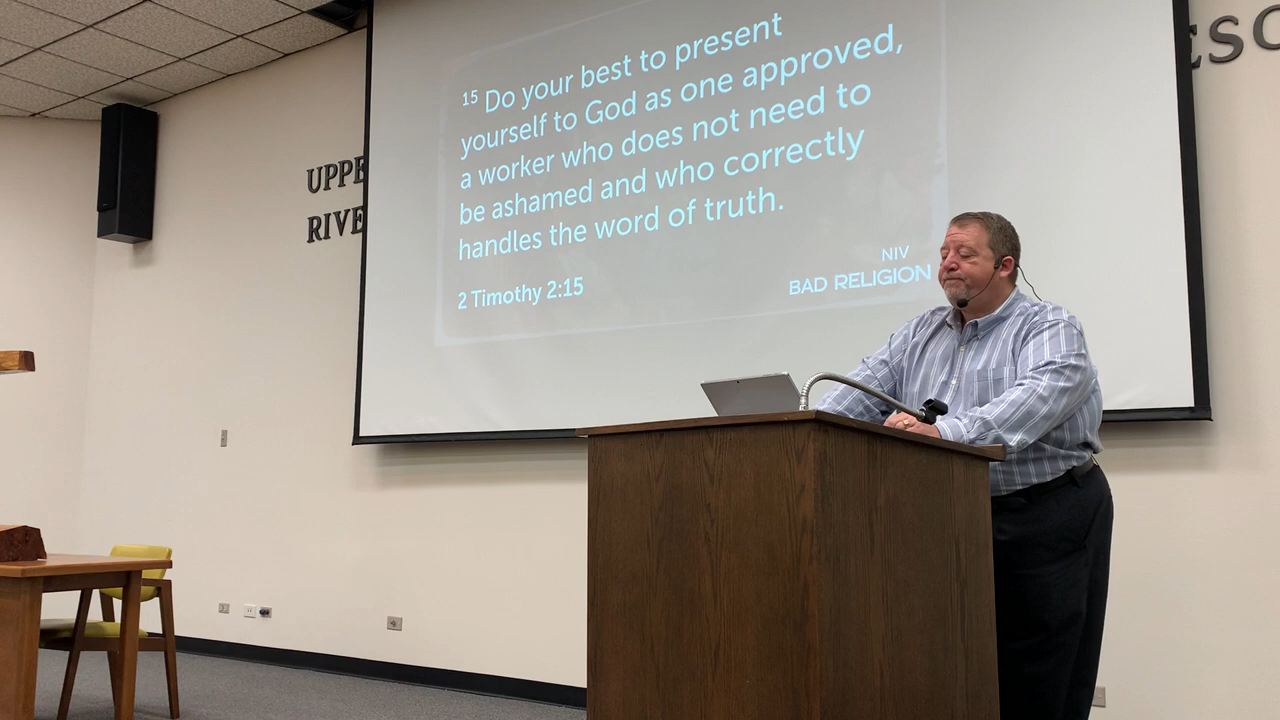 15 Do your best to present
yourself to God as one approved,
a worker who does not need to
be ashamed and who correctly
handles the word of truth.
2 Timothy 2:15
NIV
BAD RELIGION
UPPE
RIVE